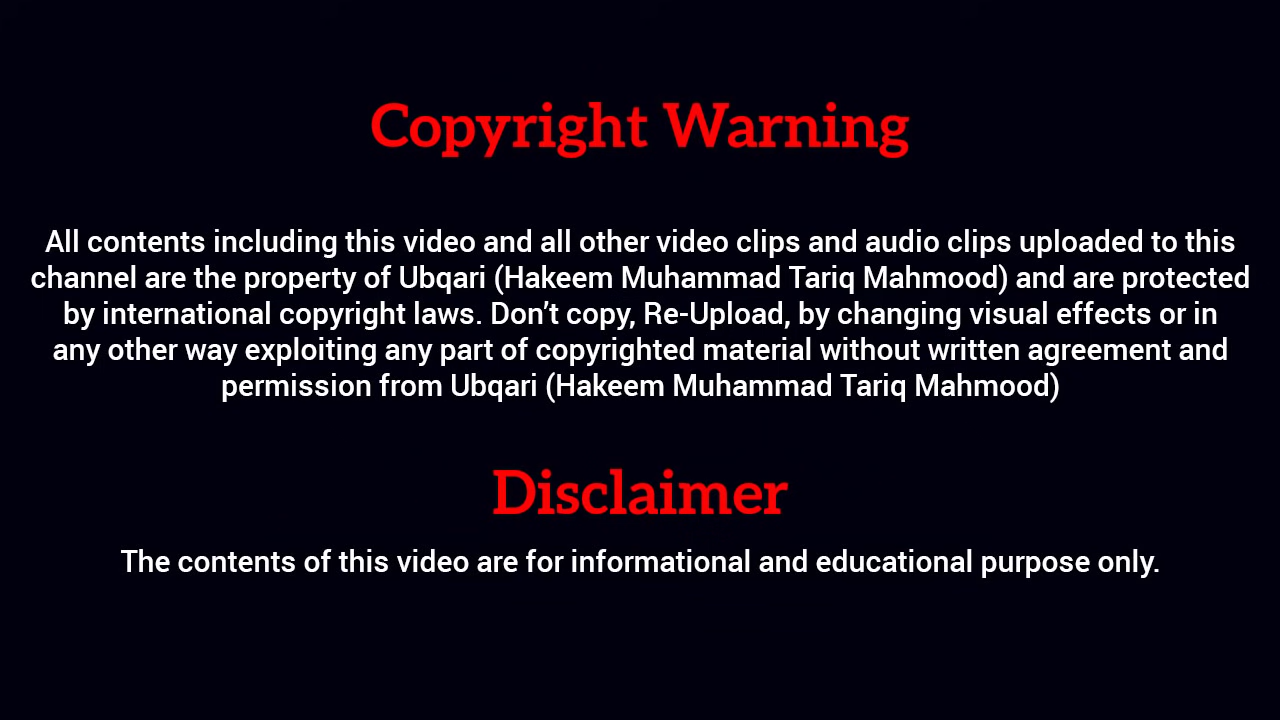 Copyright Warning
All contents including this video and all other video clips and audio clips uploaded to this
channel are the property of Ubqari (Hakeem Muhammad Tariq Mahmood) and are protected
by international copyright laws. Don’t copy, Re-Upload, by changing visual effects or in
any other way exploiting any part of copyrighted material without written agreement and
permission from Ubqari (Hakeem Muhammad Tariq Mahmood)
Disclaimer
The contents of this video are for informational and educational purpose only.